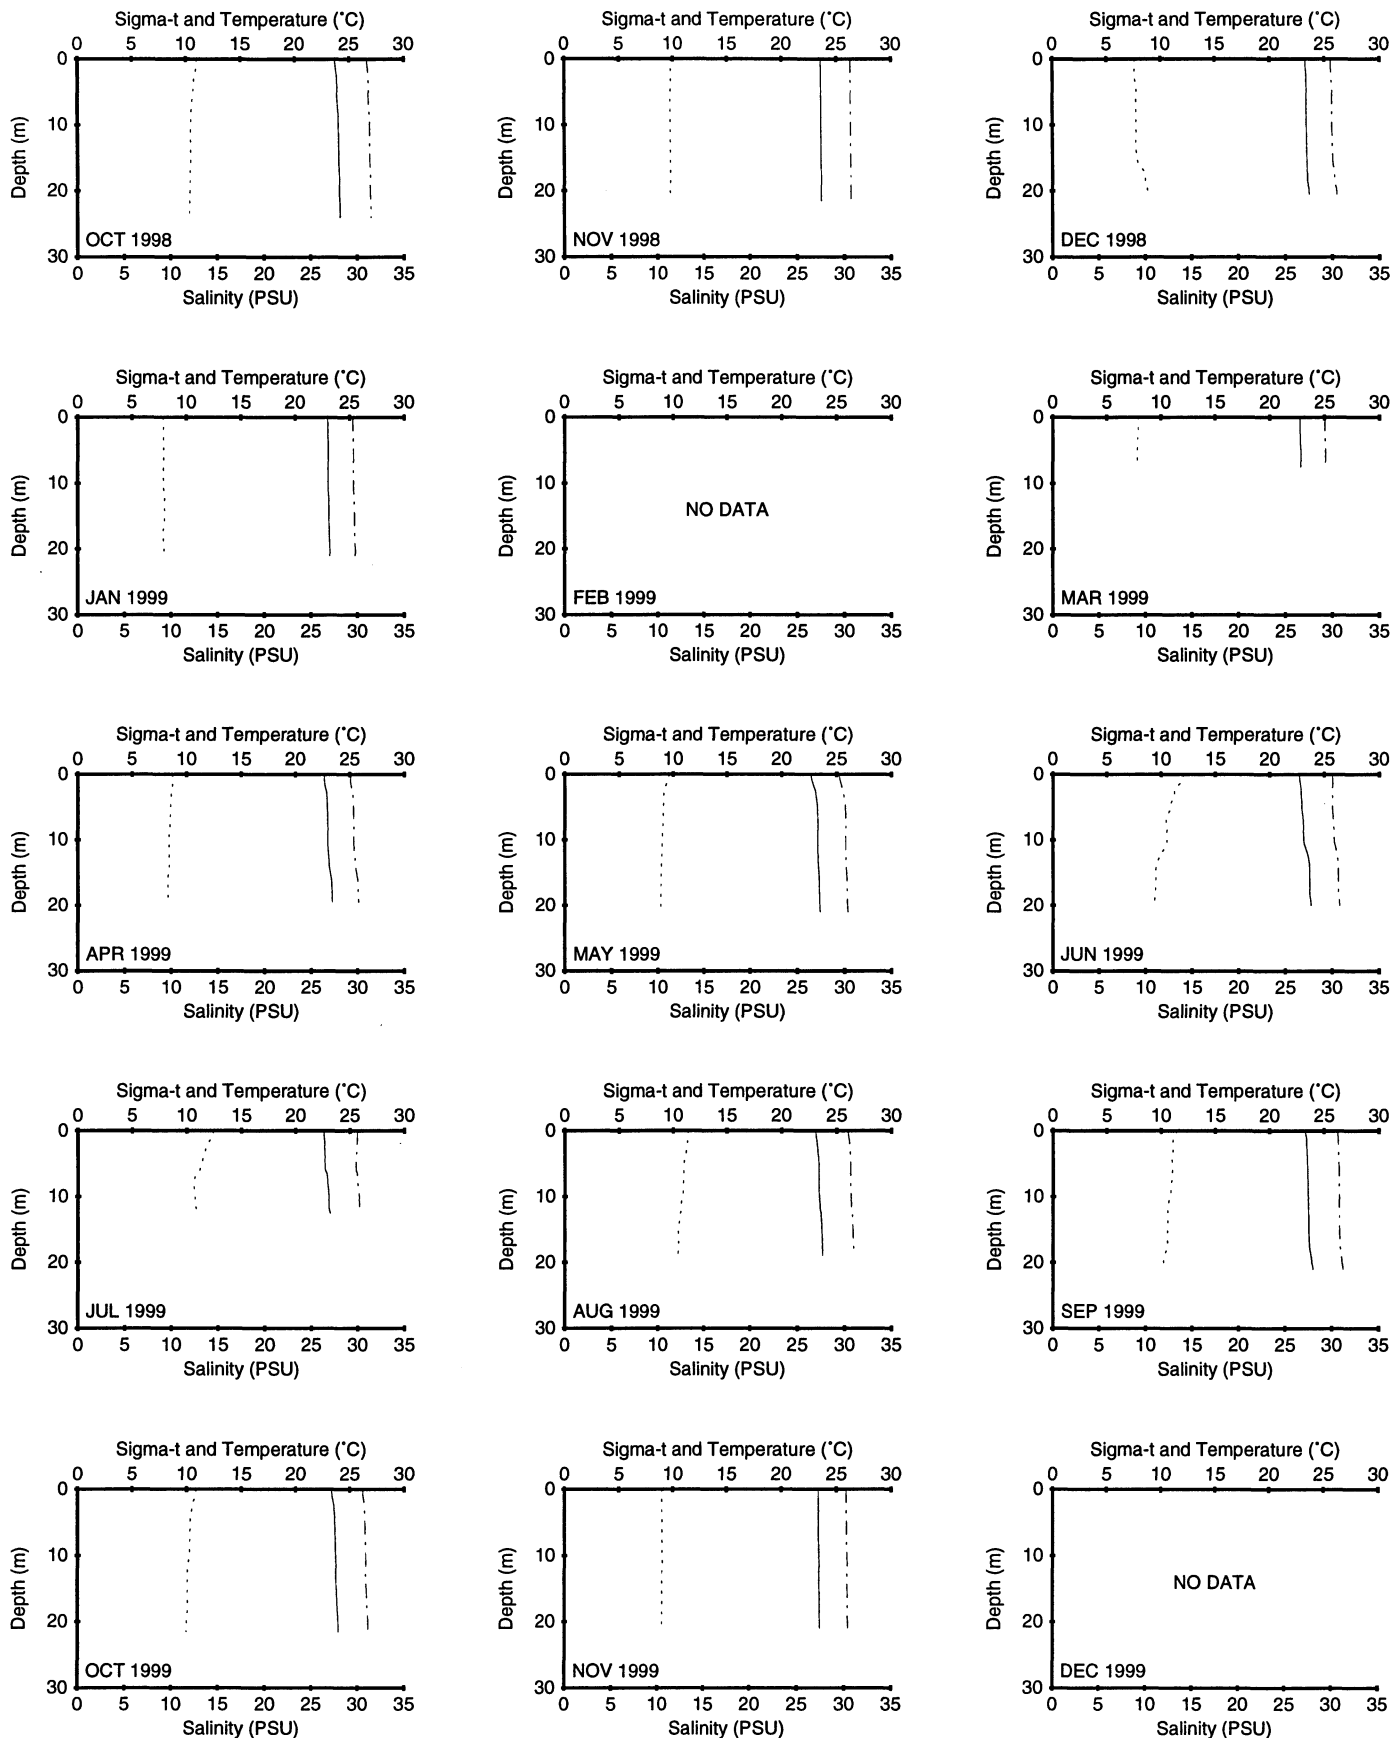 Sigma-t and Temperature (˚C) Sigma-t and Temperature (˚C) Sigma-t and Temperature (˚C)
0 5 10 15 20 25 30 0 5 10 15 20 25 30 0 5 10 15 20 25 30
0 0 0
10 10 10
Depth (m) Depth (m) Depth (m)
20 20 20
OCT 1998 NOV 1998 DEC 1998
30 30 30
0 5 10 15 20 25 30 35 0 5 10 15 20 25 30 35 0 5 10 15 20 25 30 35
Salinity (PSU) Salinity (PSU) Salinity (PSU)
Sigma-t and Temperature (˚C) Sigma-t and Temperature (˚C) Sigma-t and Temperature (˚C)
0 5 10 15 20 25 30 0 5 10 15 20 25 30 0 5 10 15 20 25 30
0 0 0
10 10 10
Depth (m) Depth (m) NO DATA Depth (m)
20 20 20
JAN 1999 FEB 1999 MAR 1999
30 30 30
0 5 10 15 20 25 30 35 0 5 10 15 20 25 30 35 0 5 10 15 20 25 30 35
Salinity (PSU) Salinity (PSU) Salinity (PSU)
Sigma-t and Temperature (˚C) Sigma-t and Temperature (˚C) Sigma-t and Temperature (˚C)
0 5 10 15 20 25 30 0 5 10 15 20 25 30 0 5 10 15 20 25 30
0 0 0
10 10 10
Depth (m) Depth (m) Depth (m)
20 20 20
APR 1999 MAY 1999 JUN 1999
30 30 30
0 5 10 15 20 25 30 35 0 5 10 15 20 25 30 35 0 5 10 15 20 25 30 35
Salinity (PSU) Salinity (PSU) Salinity (PSU)
Sigma-t and Temperature (˚C) Sigma-t and Temperature (˚C) Sigma-t and Temperature (˚C)
0 5 10 15 20 25 30 0 5 10 15 20 25 30 0 5 10 15 20 25 30
0 0 0
10 10 10
Depth (m) Depth (m) Depth (m)
20 20 20
JUL 1999 AUG 1999 SEP 1999
30 30 30
0 5 10 15 20 25 30 35 0 5 10 15 20 25 30 35 0 5 10 15 20 25 30 35
Salinity (PSU) Salinity (PSU) Salinity (PSU)
Sigma-t and Temperature (˚C) Sigma-t and Temperature (˚C) Sigma-t and Temperature (˚C)
0 5 10 15 20 25 30 0 5 10 15 20 25 30 0 5 10 15 20 25 30
0 0 0
10 10 10
Depth (m) Depth (m) Depth (m) NO DATA
20 20 20
OCT 1999 NOV 1999 DEC 1999
30 30 30
0 5 10 15 20 25 30 35 0 5 10 15 20 25 30 35 0 5 10 15 20 25 30 35
Salinity (PSU) Salinity (PSU) Salinity (PSU)